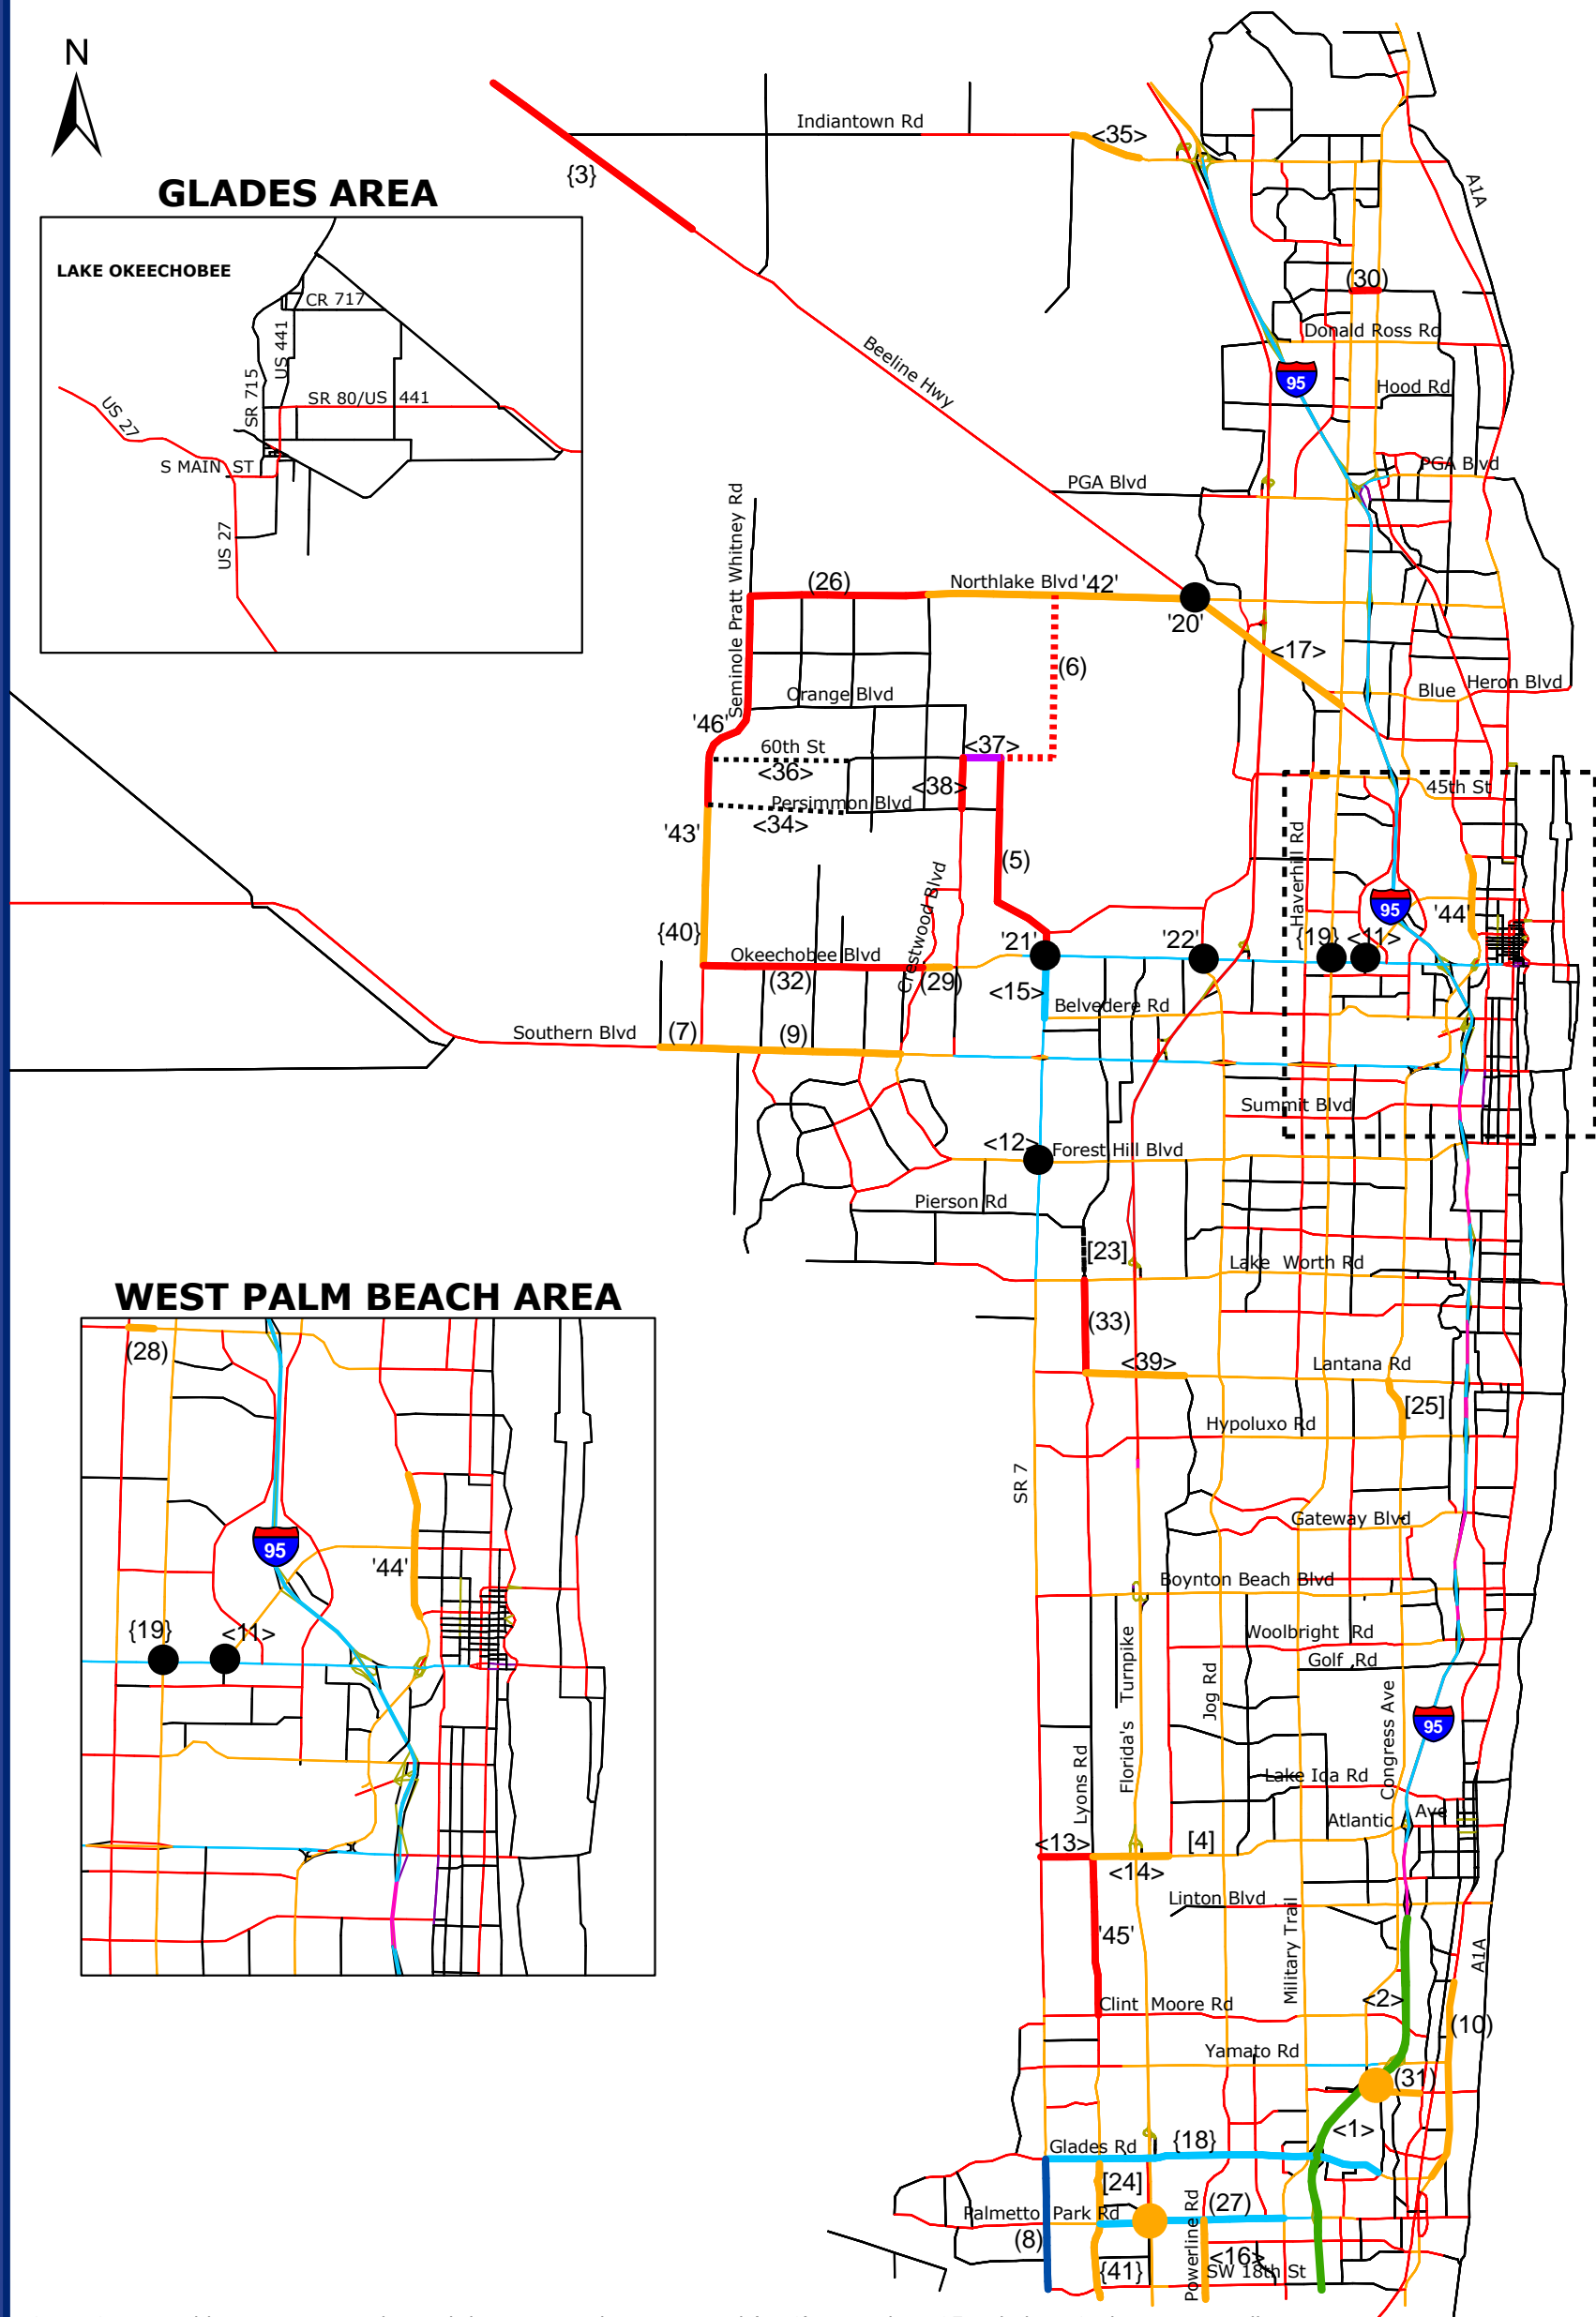 N
Indiantown Rd
<35>
{3}
A1A
GLADES AREA
LAKE OKEECHOBEE
CR 717
US 441
SR 715
SR 80/US 441
US 27
S MAIN ST
US 27
(30)
Donald Ross Rd
95
Hood Rd
Beeline Hwy
PGA Blvd
PGA Blvd
Seminole Pratt Whitney Rd
(26)
Northlake Blvd
'42'
'20'
<17>
(6)
Orange Blvd
Blue Heron Blvd
'46'
60th St
<37>
<36>
<38>
45th St
Persimmon Blvd
'43'
<34>
Haverhill Rd
(5)
Crestwood Blvd
95
'44'
{40}
'21'
'22'
{19}
<11>
Okeechobee Blvd
(32)
(29)
<15>
Belvedere Rd
Southern Blvd
(7)
(9)
Summit Blvd
<12>
Forest Hill Blvd
Pierson Rd
[23]
Lake Worth Rd
WEST PALM BEACH AREA
(33)
(28)
<39>
Lantana Rd
[25]
Hypoluxo Rd
SR 7
Gateway Blvd
95
'44'
Boynton Beach Blvd
{19}
<11>
Woolbright Rd
Golf Rd
Florida's Turnpike
Jog Rd
Congress Ave
95
Lyons Rd
Lake Ida Rd
Atlantic Ave
<13>
[4]
<14>
Linton Blvd
Military Trail
'45'
A1A
<2>
Clint Moore Rd
(10)
Yamato Rd
(31)
<1>
Glades Rd
{18}
[24]
Palmetto Park Rd
(27)
Powerline Rd
(8)
<16>
{41}
SW 18th St